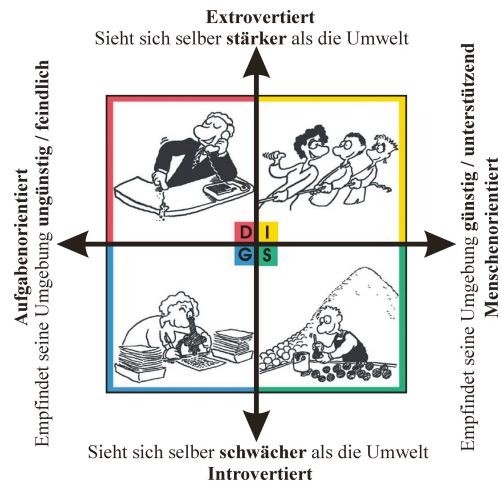 Extrovertiert
Sieht sich selber stärker als die Umwelt
Aufgabenorientiert
Empfindet seine Umgebung ungünstig / feindlich
D I
G S
Empfindet seine Umgebung günstig / unterstützend
Menschenorientiert
Sieht sich selber schwächer als die Umwelt
Introvertiert